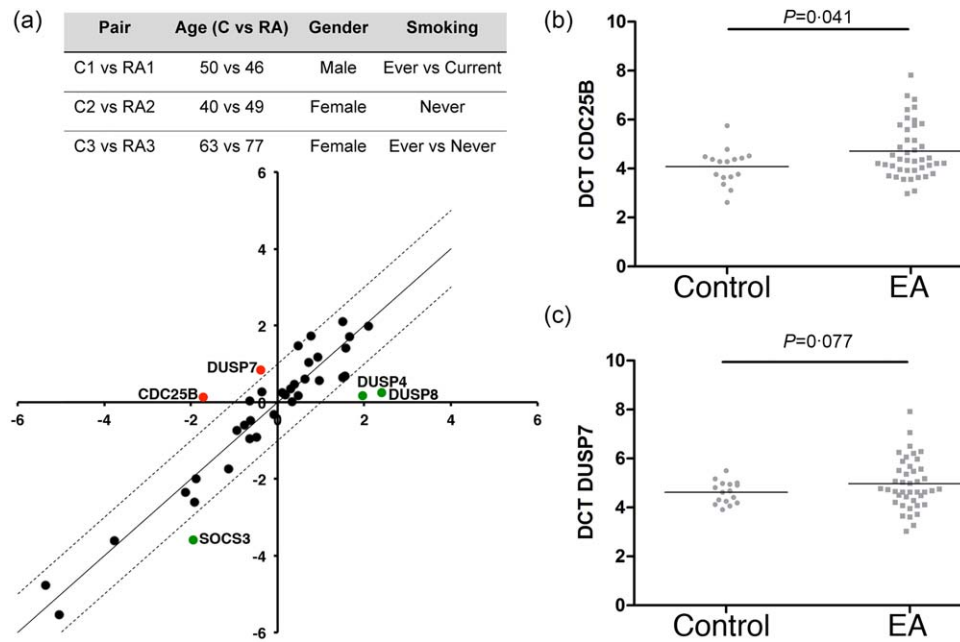 (a)
Pair Age (C vs RA) Gender Smoking
C1 vs RA1 50 vs 46 Male Ever vs Current
C2 vs RA2 40 vs 49 Female Never
C3 vs RA3 63 vs 77 Female Ever vs Never
6
4
2
0
-2
-4
-6
-6 -4 -2 0 2 4 6
DUSP7
CDC25B
DUSP4
DUSP8
SOCS3
(b)
P=0·041
DCT CDC25B
10
8
6
4
2
0
Control EA
(c)
P=0·077
DCT DUSP7
10
8
6
4
2
0
Control EA